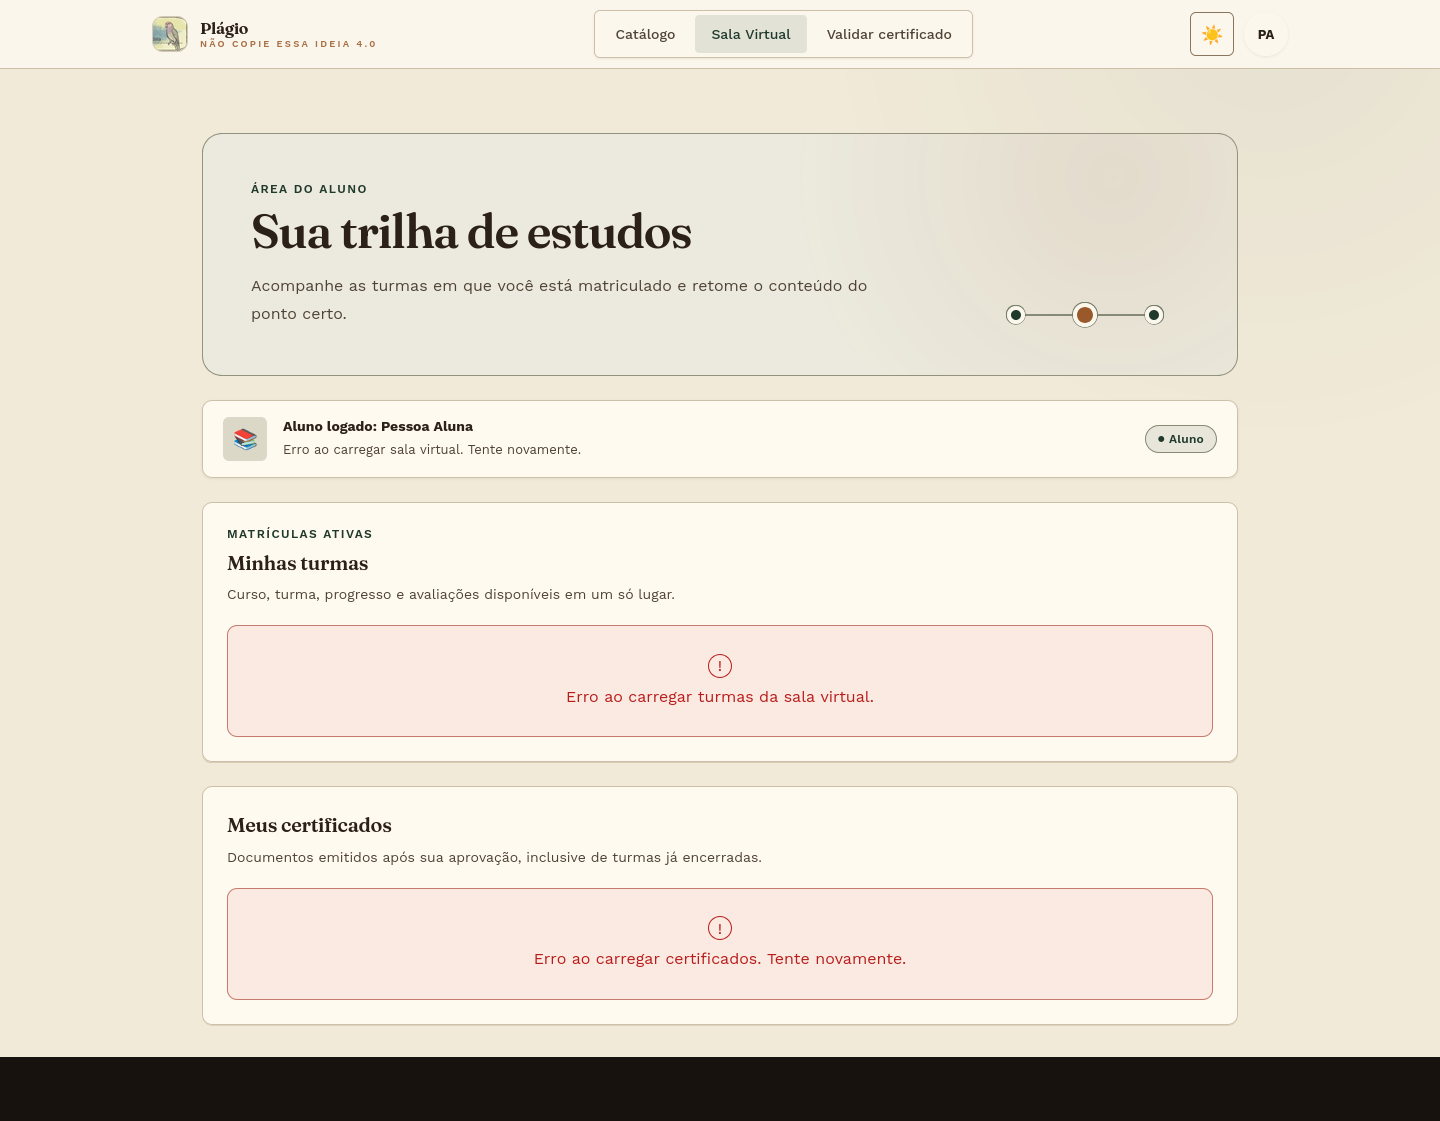 Plágio
NÃO COPIE ESSA IDEIA 4.0
Catálogo
Sala Virtual
Validar certificado
PA
ÁREA DO ALUNO
Sua trilha de estudos
Acompanhe as turmas em que você está matriculado e retome o conteúdo do
ponto certo.
Aluno logado: Pessoa Aluna
Erro ao carregar sala virtual. Tente novamente.
Aluno
MATRÍCULAS ATIVAS
Minhas turmas
Curso, turma, progresso e avaliações disponíveis em um só lugar.
!
Erro ao carregar turmas da sala virtual.
Meus certificados
Documentos emitidos após sua aprovação, inclusive de turmas já encerradas.
!
Erro ao carregar certificados. Tente novamente.